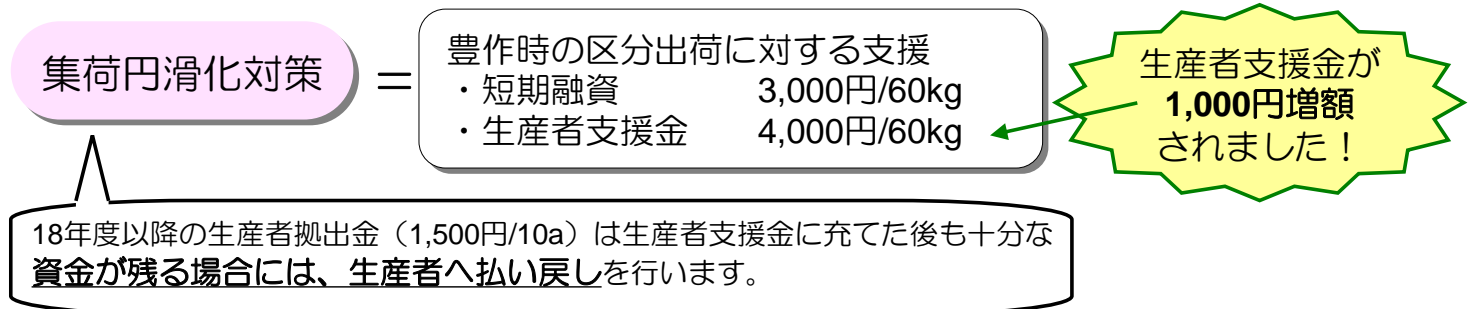 集荷円滑化対策
=
豊作時の区分出荷に対する支援
・短期融資 3,000円/60kg
・生産者支援金 4,000円/60kg
生産者支援金が
1,000円増額
されました！
18年度以降の生産者拠出金（1,500円/10a）は生産者支援金に充てた後も十分な
資金が残る場合には、生産者へ払い戻しを行います。